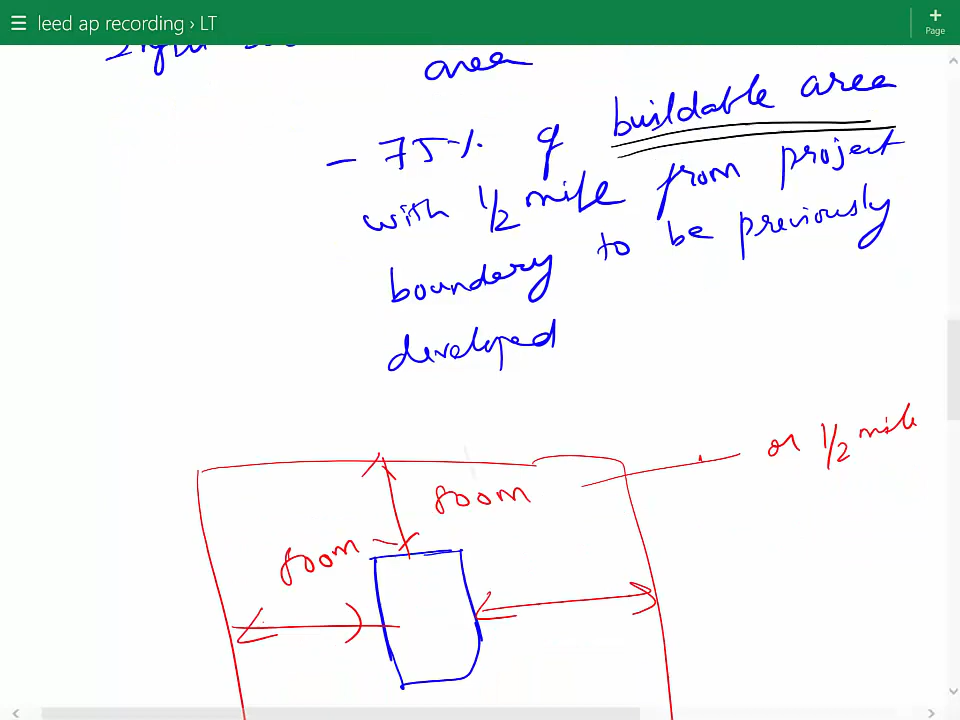 leed ap recording › LT
Page
area
- 75% of buildable area
with 1/2 mile from project
boundery to be previously
developed
or 1/2 mile
800m
800m